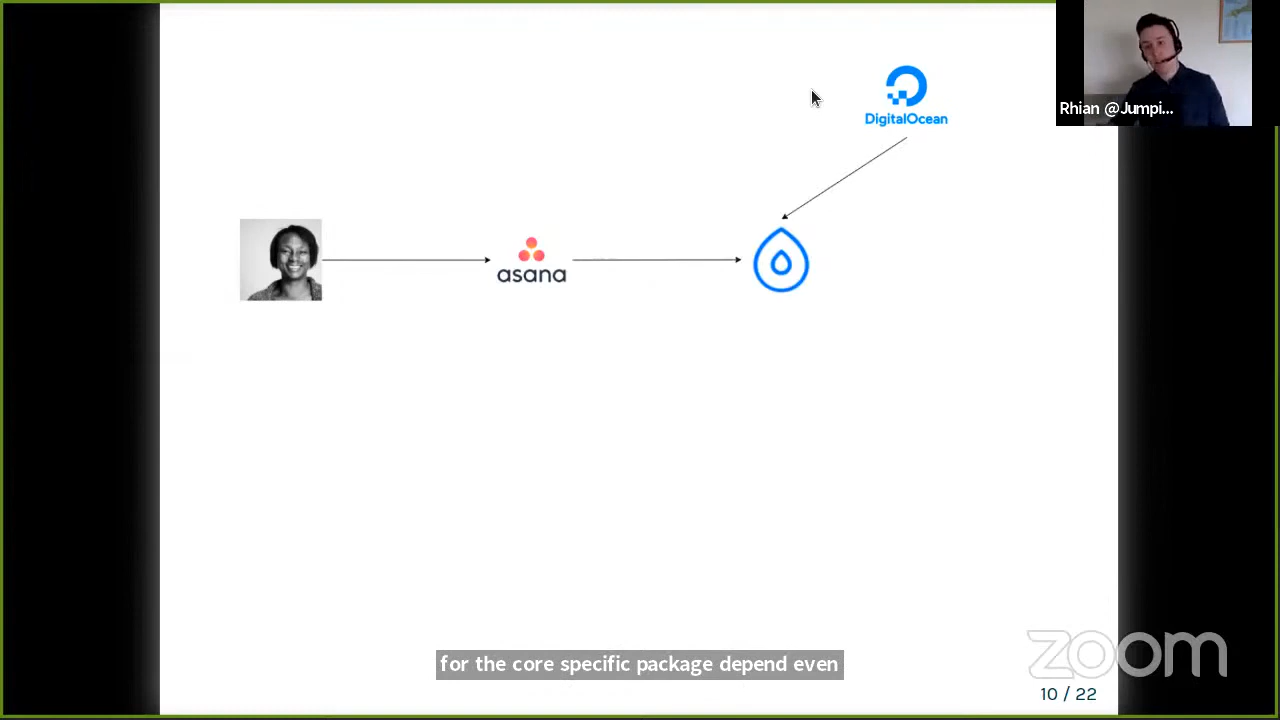 DigitalOcean
Rhian @Jumpi...
asana
for the core specific package depend even
zoom
10 / 22